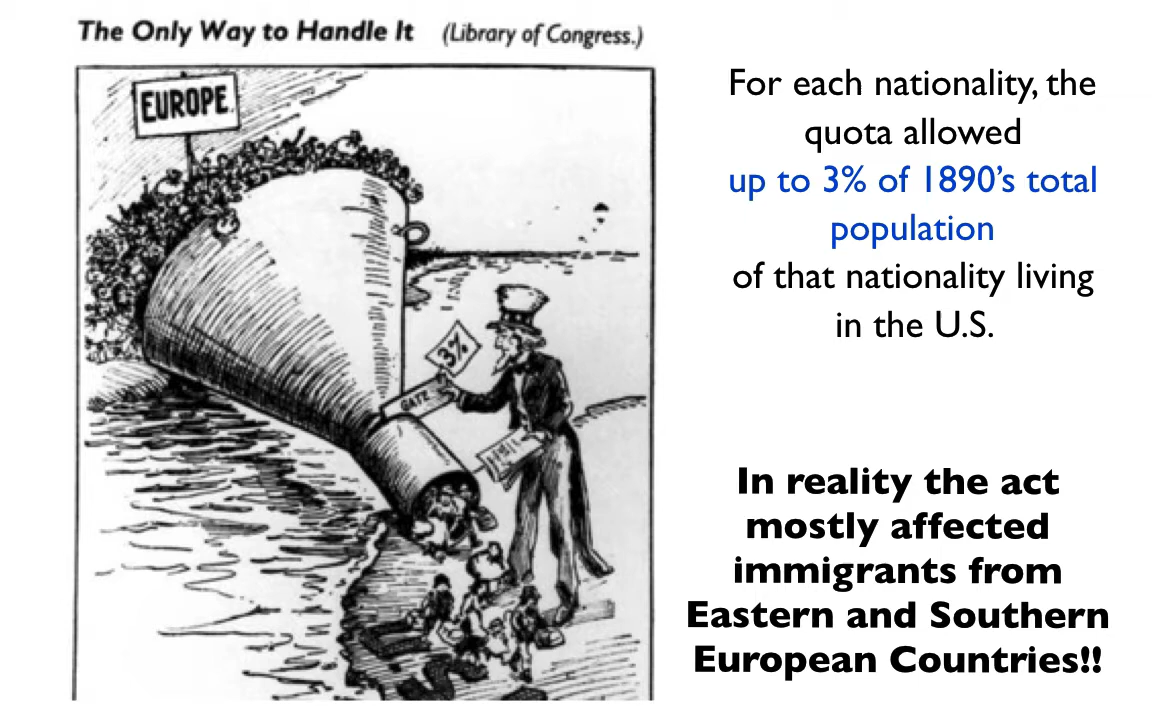 The Only Way to Handle It (Library of Congress.)
EUROPE
3%
GATE
For each nationality, the
quota allowed
up to 3% of 1890's total
population
of that nationality living
in the U.S.
In reality the act
mostly affected
immigrants from
Eastern and Southern
European Countries!!